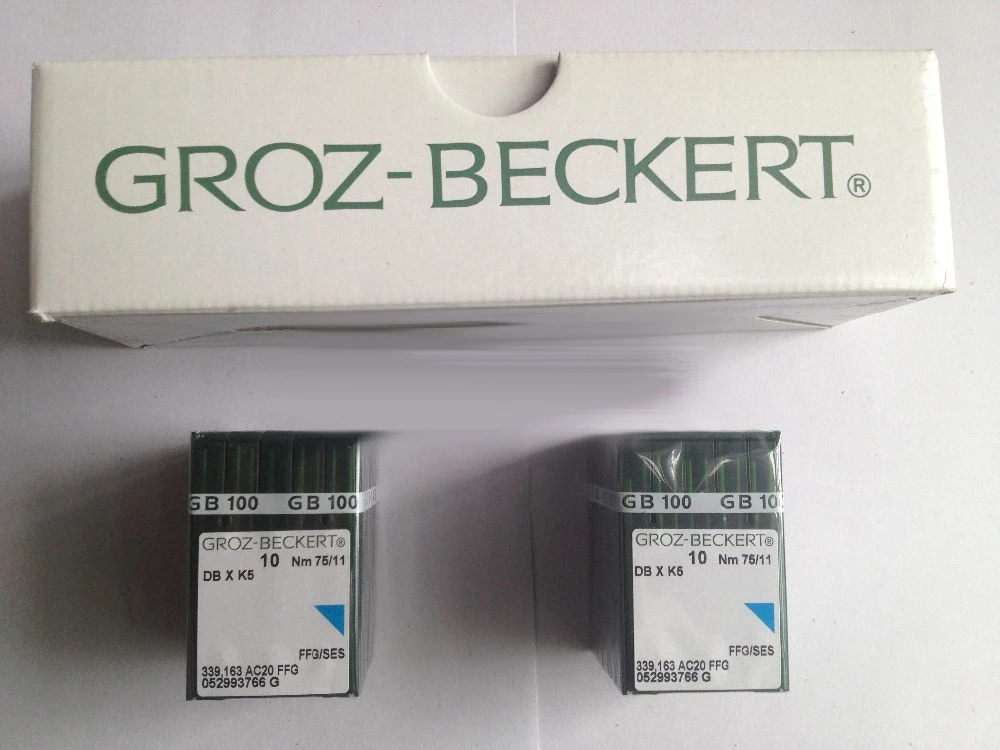 GROZ-BECKERT®
GB 100 GB 100
GROZ-BECKERT®
10 Nm 75/11
DB X K5
FFG/SES
339,163 AC20 FFG
052993766 G
GB 100 GB 10
GROZ-BECKERT®
10 Nm 75/11
DB X K5
FFG/SES
339,163 AC20 FFG
052993766 G